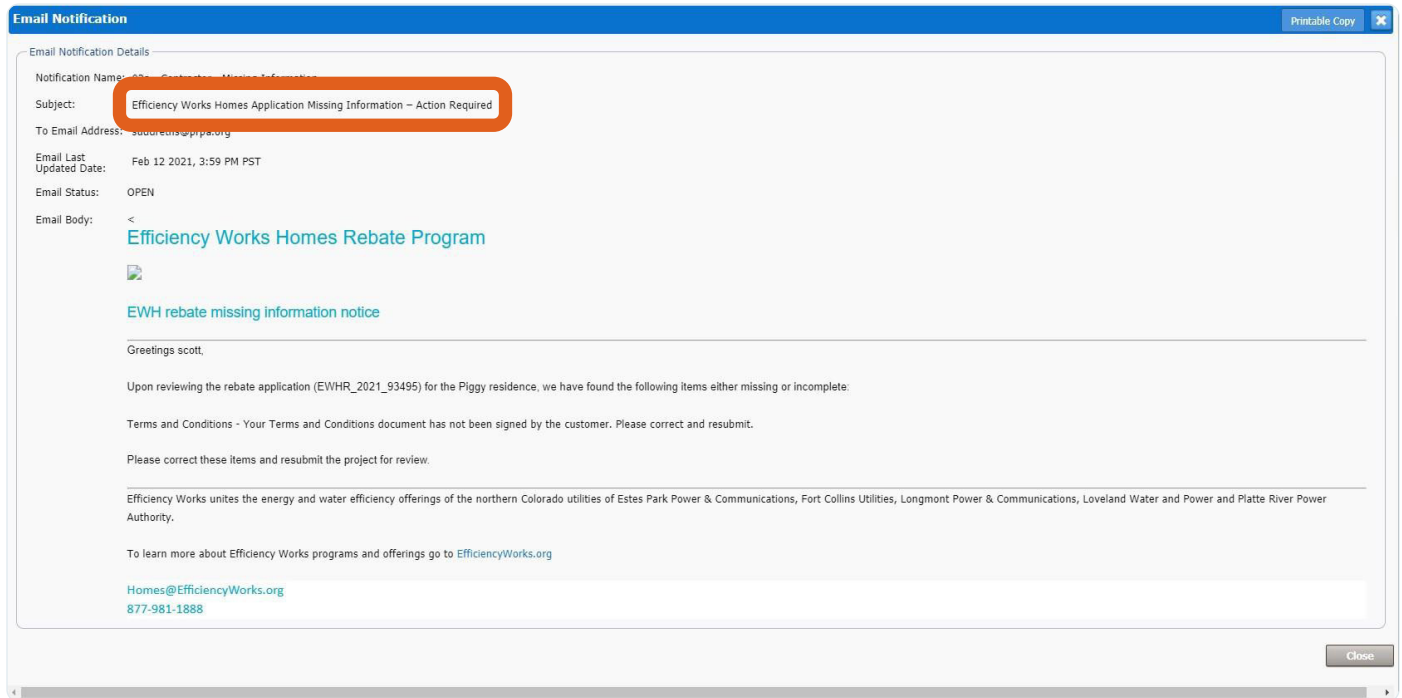 Email Notification
Printable Copy
Email Notification Details
Notification Name: Contractor - Missing Information
Subject: Efficiency Works Homes Application Missing Information – Action Required
To Email Address:
Email Last
Updated Date: Feb 12 2021, 3:59 PM PST
Email Status: OPEN
Email Body: <
Efficiency Works Homes Rebate Program
EWH rebate missing information notice
Greetings scott,
Upon reviewing the rebate application (EWHR_2021_93495) for the Piggy residence, we have found the following items either missing or incomplete:
Terms and Conditions - Your Terms and Conditions document has not been signed by the customer. Please correct and resubmit.
Please correct these items and resubmit the project for review.
Efficiency Works unites the energy and water efficiency offerings of the northern Colorado utilities of Estes Park Power & Communications, Fort Collins Utilities, Longmont Power & Communications, Loveland Water and Power and Platte River Power
Authority.
To learn more about Efficiency Works programs and offerings go to EfficiencyWorks.org
Homes@EfficiencyWorks.org
877-981-1888
Close